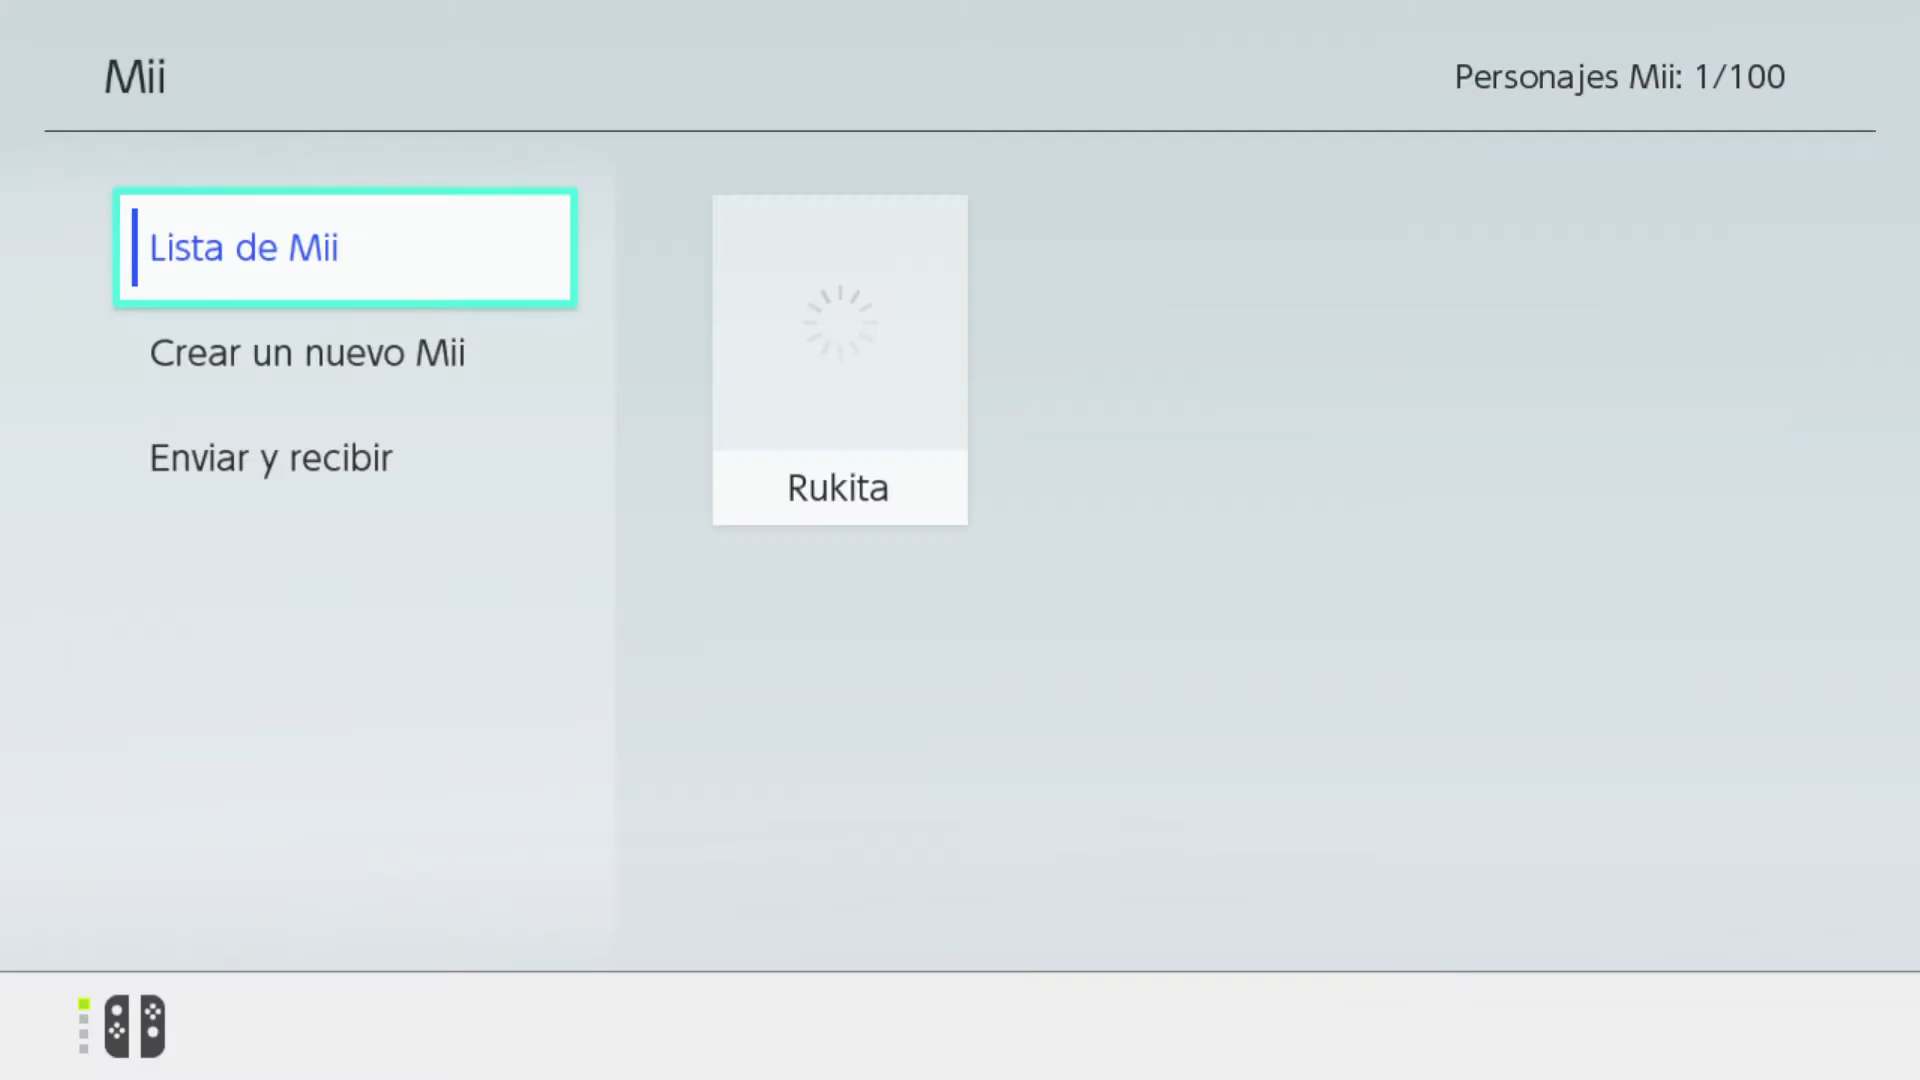 Mii
Personajes Mii: 1/100
Lista de Mii
Crear un nuevo Mii
Enviar y recibir
Rukita